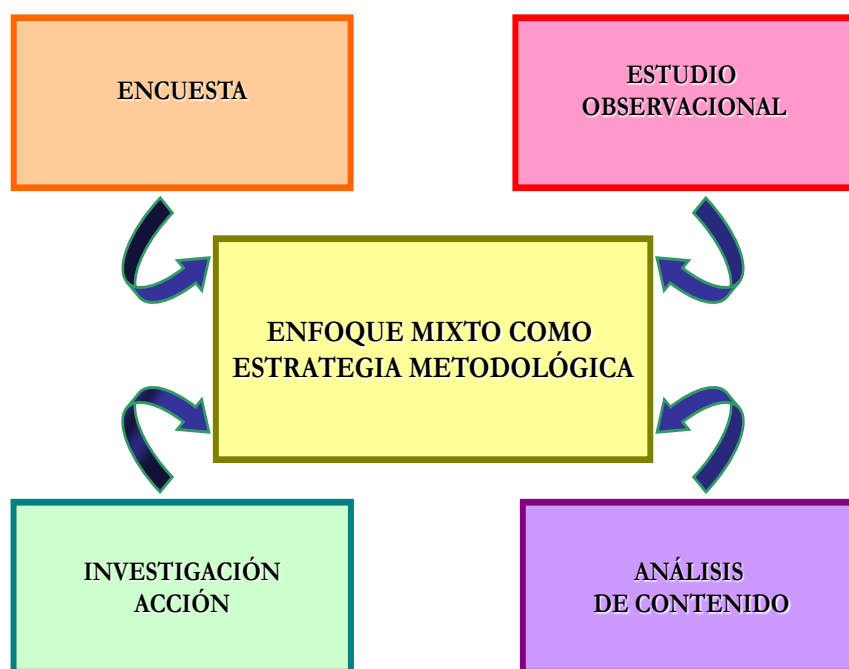 ENCUESTA
ESTUDIO
OBSERVACIONAL
ENFOQUE MIXTO COMO
ESTRATEGIA METODOLÓGICA
INVESTIGACIÓN
ACCIÓN
ANÁLISIS
DE CONTENIDO